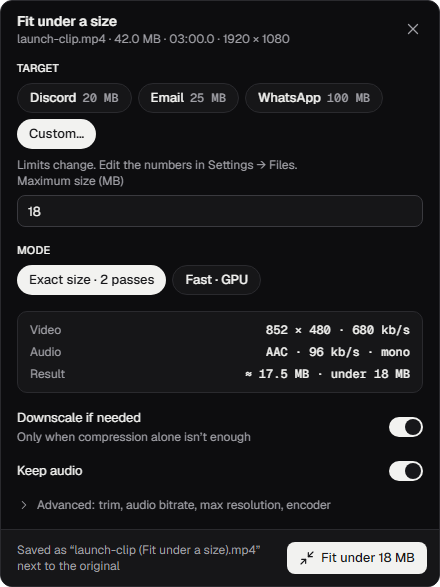 Fit under a size
launch-clip.mp4 · 42.0 MB · 03:00.0 · 1920 × 1080
TARGET
Discord 20 MB Email 25 MB WhatsApp 100 MB
Custom…
Limits change. Edit the numbers in Settings → Files.
Maximum size (MB)
18
MODE
Exact size · 2 passes Fast · GPU
Video 852 × 480 · 680 kb/s
Audio AAC · 96 kb/s · mono
Result ≈ 17.5 MB · under 18 MB
Downscale if needed
Only when compression alone isn't enough
Keep audio
Advanced: trim, audio bitrate, max resolution, encoder
Saved as “launch-clip (Fit under a size).mp4”
next to the original
Fit under 18 MB